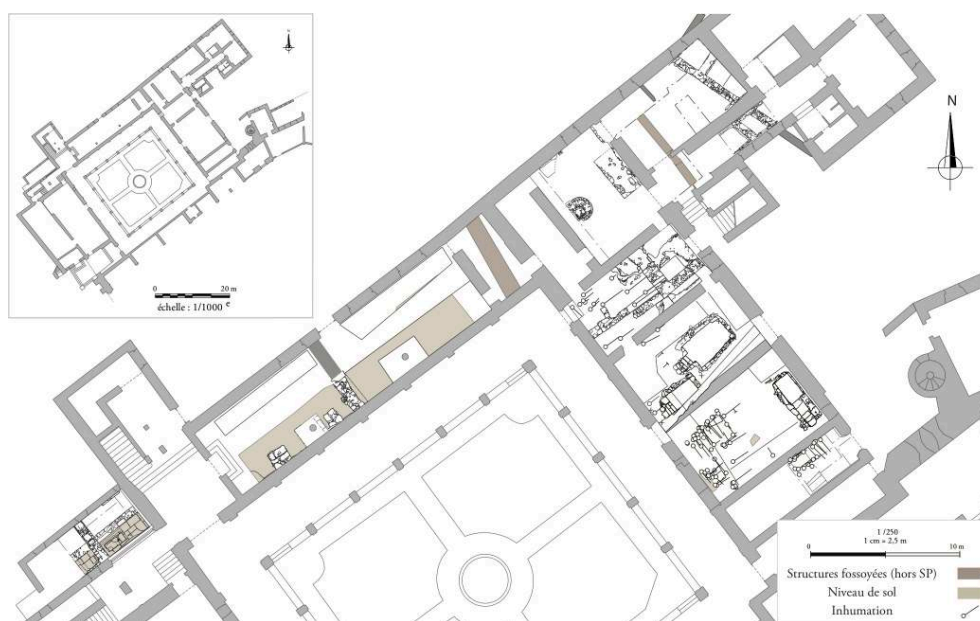 N
0 20 m
échelle : 1/1000 e
N
1 /250
1 cm = 2,5 m
0 10 m
Structures fossoyées (hors SP)
Niveau de sol
Inhumation